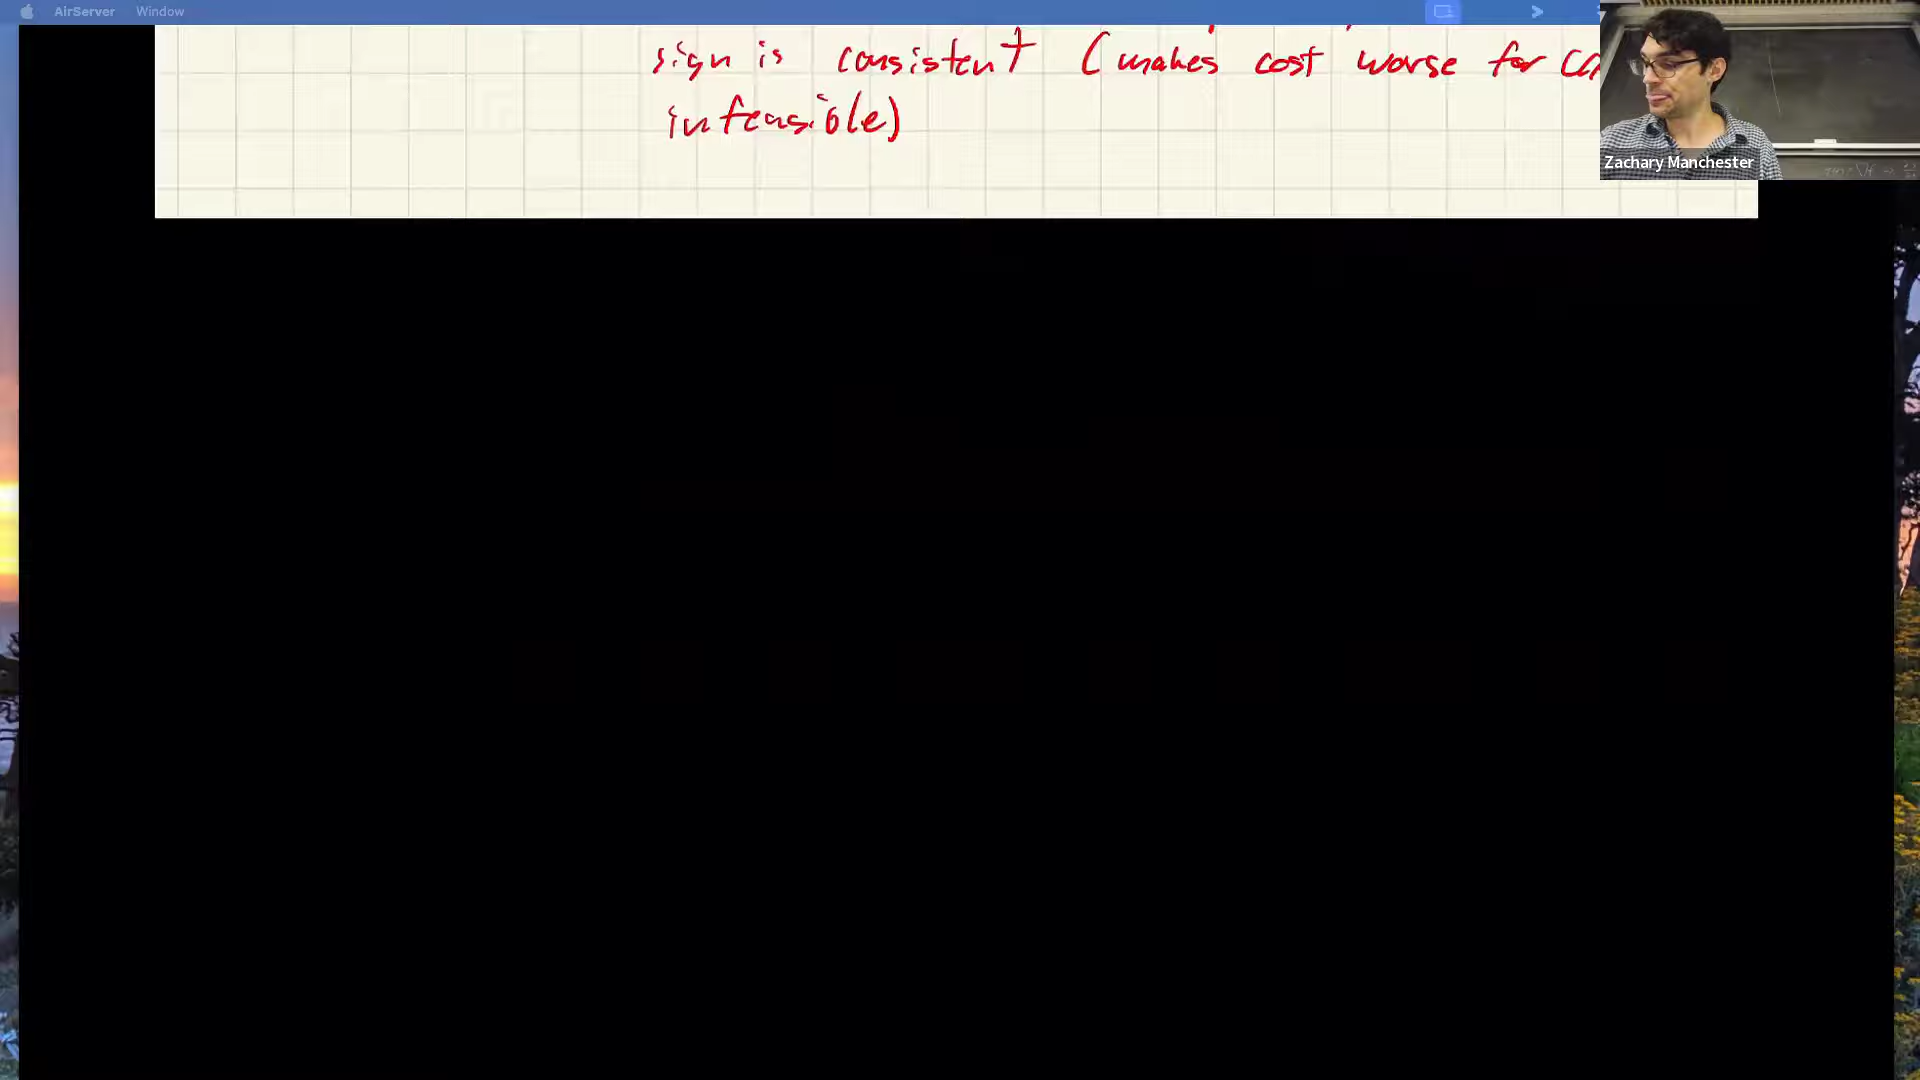 AirServer Window
sign is consistent (makes cost worse for
infeasible)
Zachary Manchester